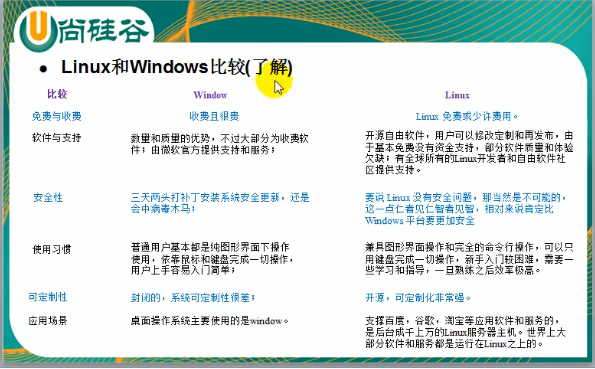 尚硅谷
• Linux和Windows比较(了解)
比较 Window Linux
免费与收费 收费且很贵 Linux 免费或少许费用。
软件与支持 数量和质量的优势，不过大部分为收费软
件；由微软官方提供支持和服务；
开源自由软件，用户可以修改定制和再发布，由
于基本免费没有资金支持，部分软件质量和体验
欠缺；有全球所有的Linux开发者和自由软件社
区提供支持。
安全性 三天两头打补丁安装系统安全更新，还是
会中病毒木马；
要说 Linux 没有安全问题，那当然是不可能的，
这一点仁者见仁智者见智，相对来说肯定比
Windows 平台要更加安全
使用习惯 普通用户基本都是纯图形界面下操作
使用，依靠鼠标和键盘完成一切操作，
用户上手容易入门简单；
兼具图形界面操作和完全的命令行操作，可以只
用键盘完成一切操作，新手入门较困难，需要一
些学习和指导，一旦熟练之后效率极高。
可定制性 封闭的，系统可定制性很差；
开源，可定制化非常强。
应用场景 桌面操作系统主要使用的是window。
支撑百度，谷歌，淘宝等应用软件和服务的，
是后台成千上万的Linux服务器主机。世界上大
部分软件和服务都是运行在Linux之上的。